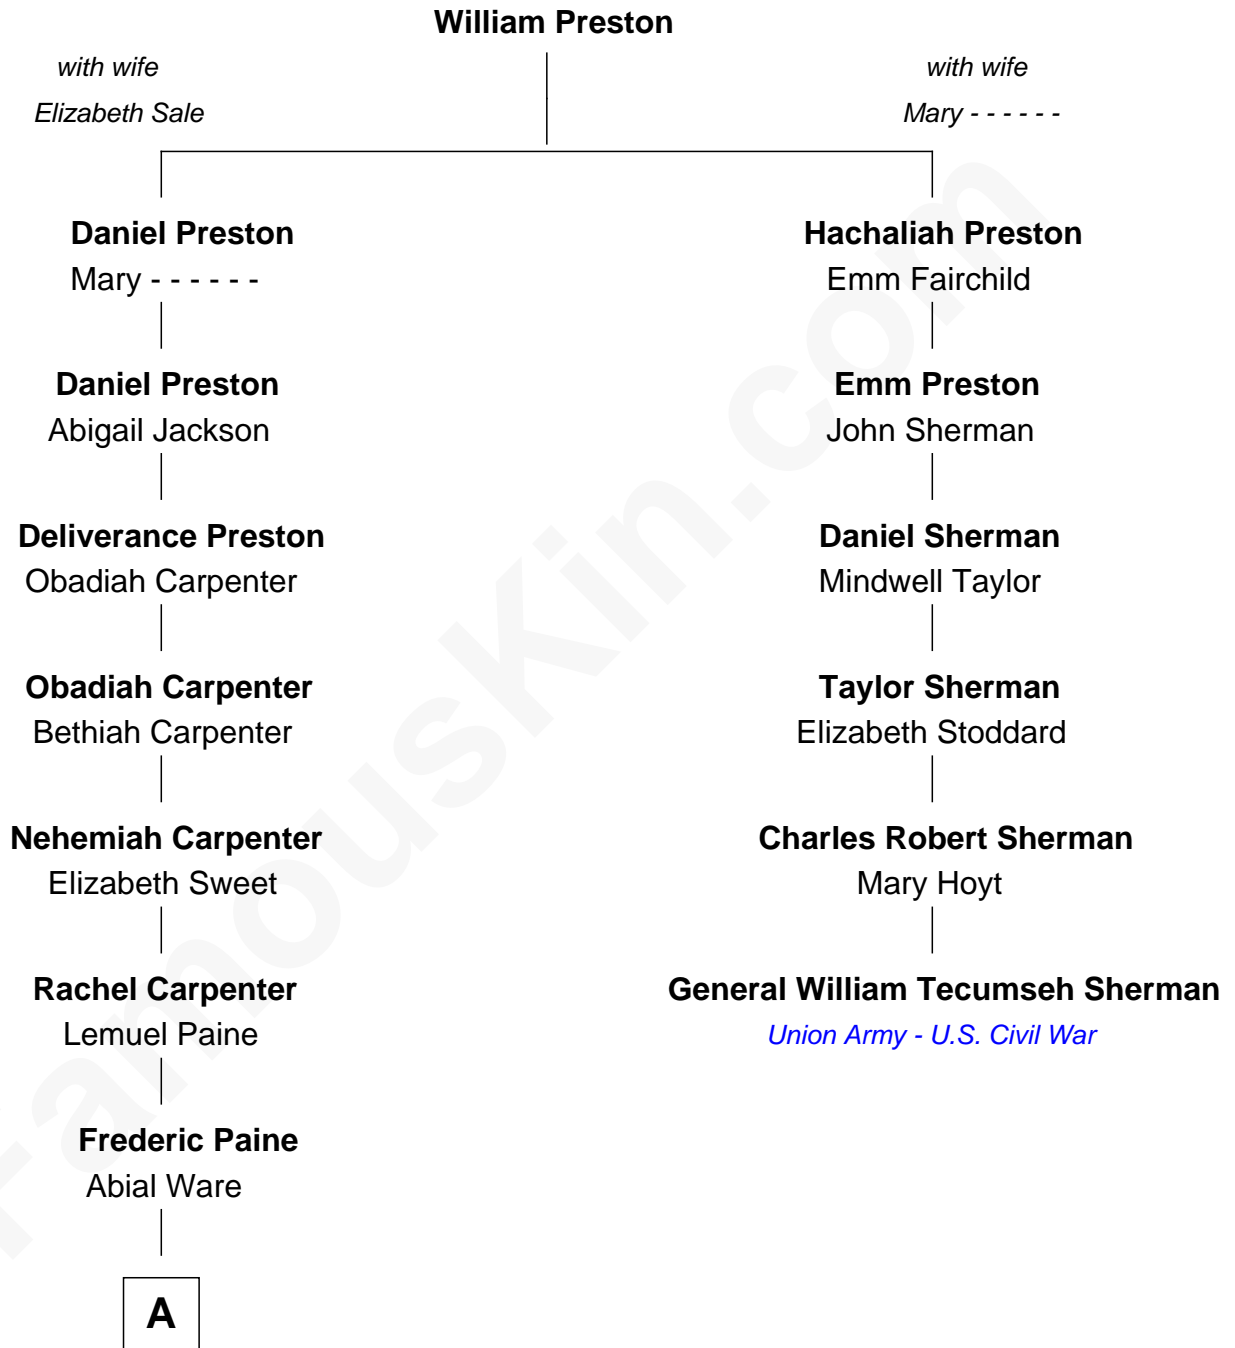 William Preston
with wife
Elizabeth Sale
with wife
Mary - - - - - -
Daniel Preston
Mary - - - - - -
Hachaliah Preston
Emm Fairchild
Daniel Preston
Abigail Jackson
Emm Preston
John Sherman
Deliverance Preston
Obadiah Carpenter
Daniel Sherman
Mindwell Taylor
Obadiah Carpenter
Bethiah Carpenter
Taylor Sherman
Elizabeth Stoddard
Nehemiah Carpenter
Elizabeth Sweet
Charles Robert Sherman
Mary Hoyt
Rachel Carpenter
Lemuel Paine
General William Tecumseh Sherman
Union Army - U.S. Civil War
Frederic Paine
Abial Ware
A
FamousKin.com